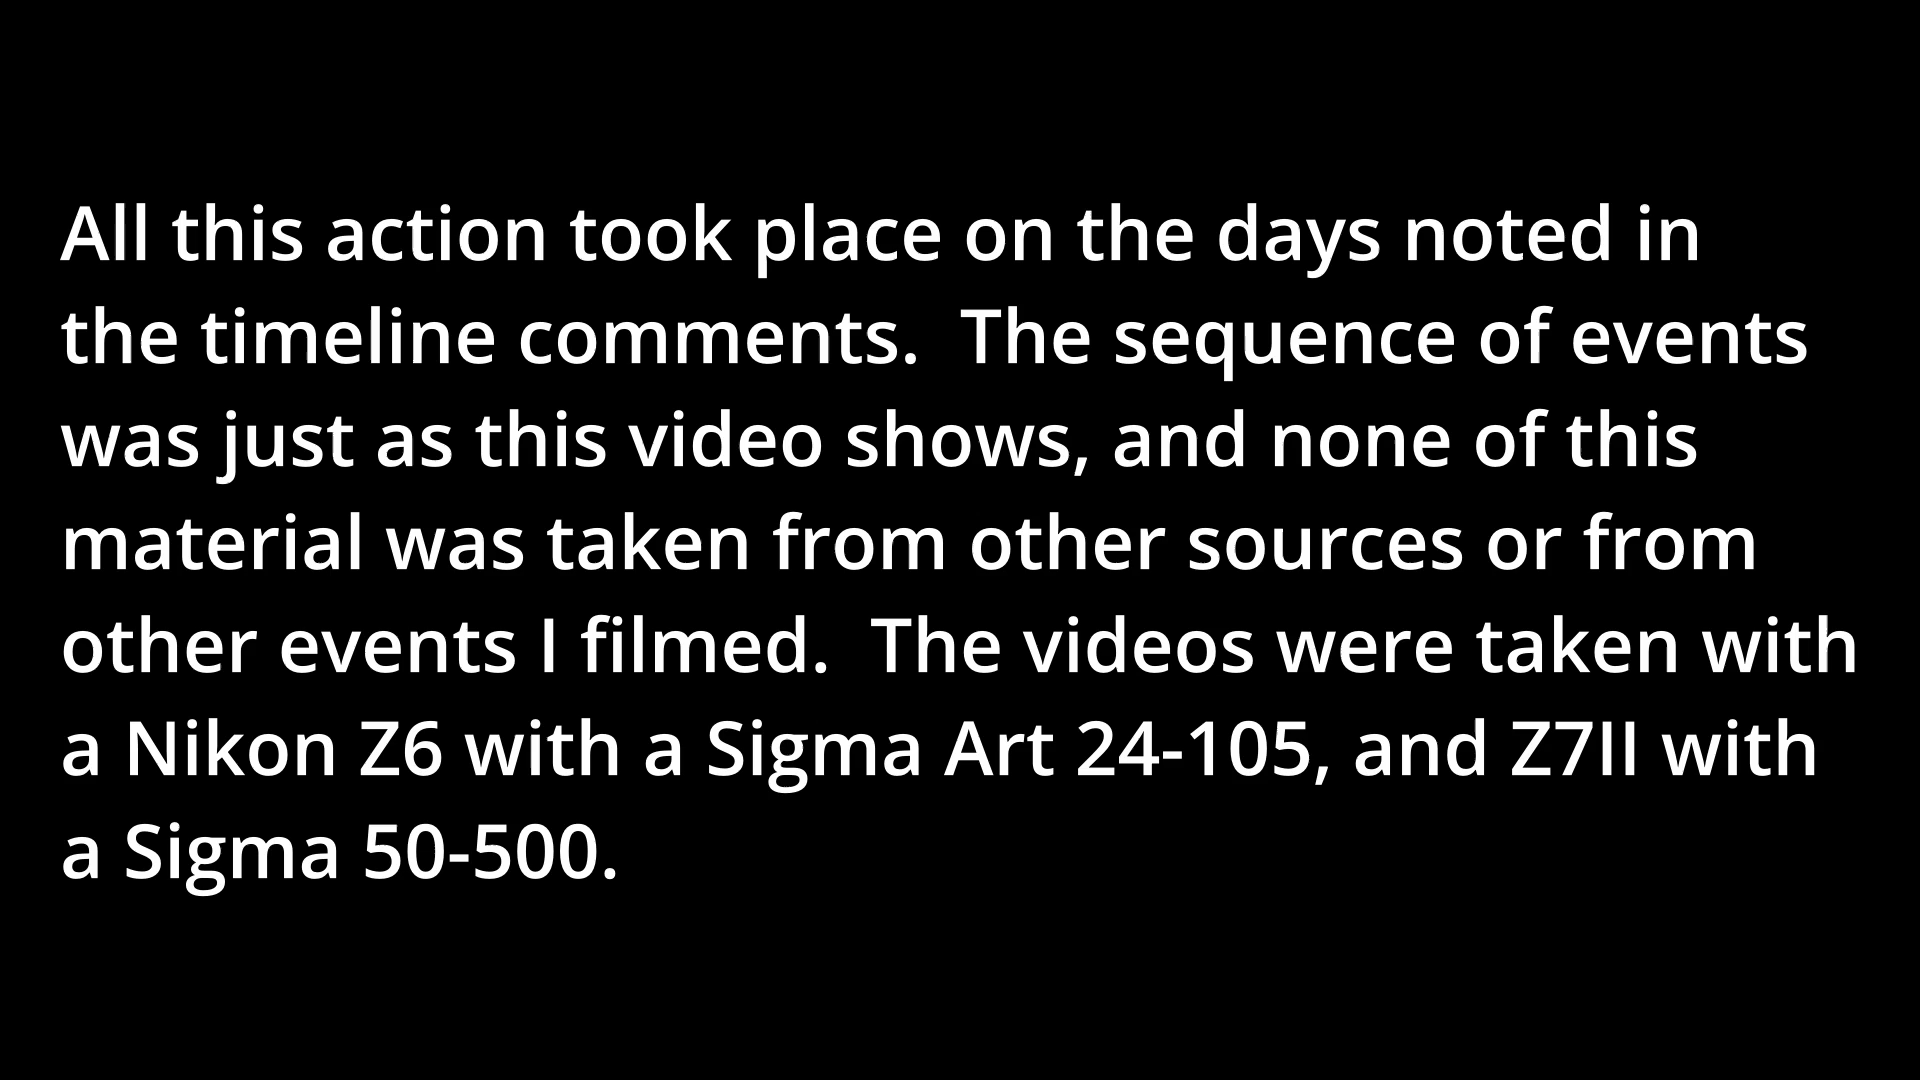 All this action took place on the days noted in
the timeline comments.  The sequence of events
was just as this video shows, and none of this
material was taken from other sources or from
other events I filmed.  The videos were taken with
a Nikon Z6 with a Sigma Art 24-105, and Z7II with
a Sigma 50-500.